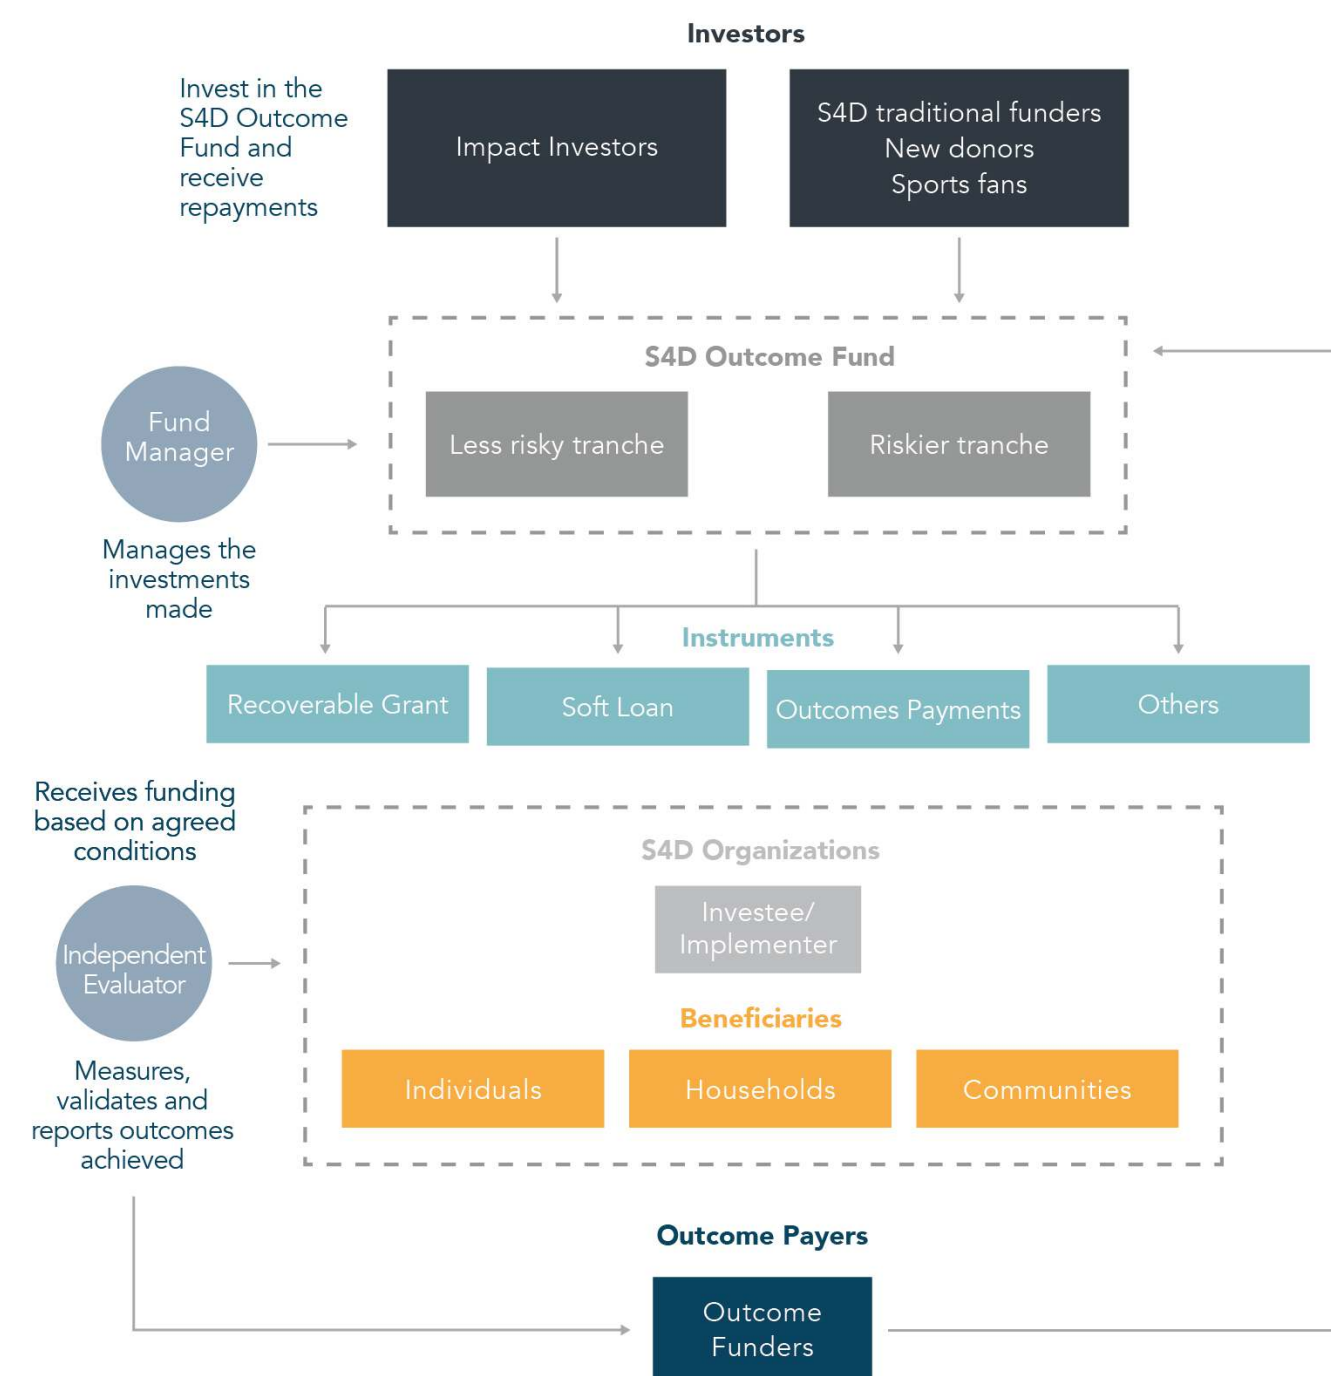 Investors
Invest in the
S4D Outcome
Fund and
receive
repayments
Impact Investors
S4D traditional funders
New donors
Sports fans
S4D Outcome Fund
Less risky tranche
Riskier tranche
Fund
Manager
Manages the
investments
made
Instruments
Recoverable Grant
Soft Loan
Outcomes Payments
Others
Receives funding
based on agreed
conditions
S4D Organizations
Investee/
Implementer
Independent
Evaluator
Beneficiaries
Individuals
Households
Communities
Measures,
validates and
reports outcomes
achieved
Outcome Payers
Outcome
Funders